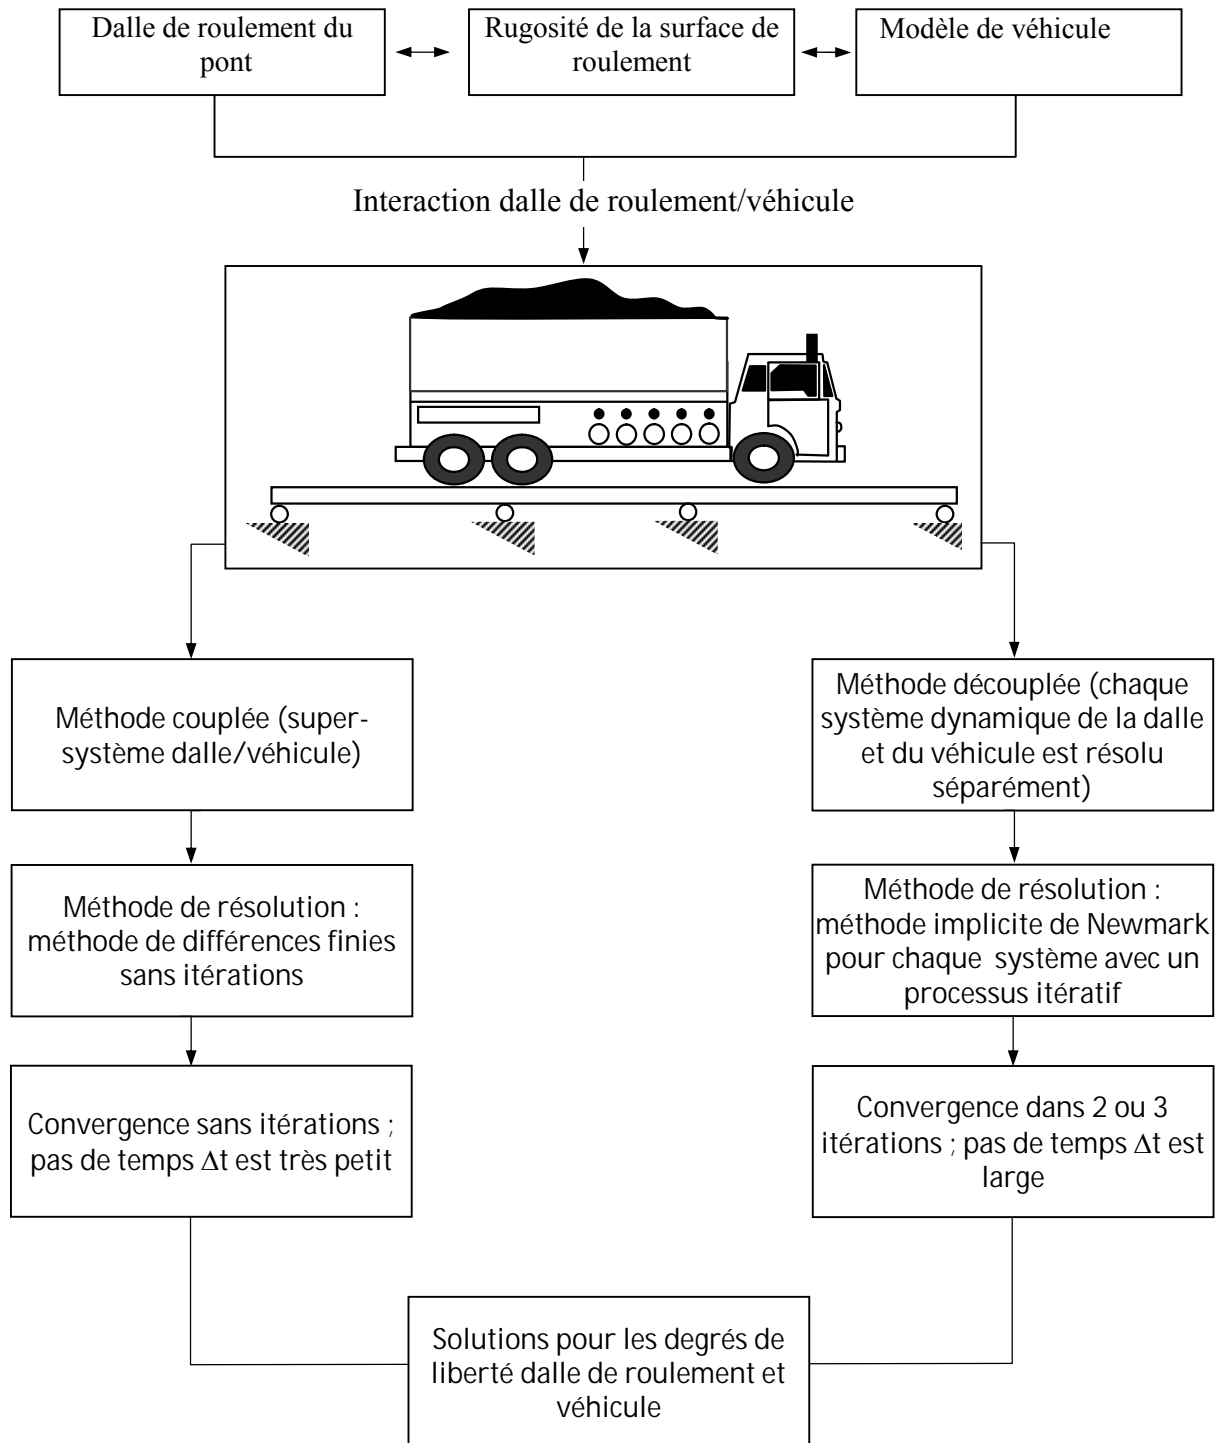 Dalle de roulement du
pont
Rugosité de la surface de
roulement
Modèle de véhicule
Interaction dalle de roulement/véhicule
Méthode couplée (super-
système dalle/véhicule)
Méthode découplée (chaque
système dynamique de la dalle
et du véhicule est résolu
séparément)
Méthode de résolution :
méthode de différences finies
sans itérations
Méthode de résolution :
méthode implicite de Newmark
pour chaque système avec un
processus itératif
Convergence sans itérations ;
pas de temps Δt est très petit
Convergence dans 2 ou 3
itérations ; pas de temps Δt est
large
Solutions pour les degrés de
liberté dalle de roulement et
véhicule